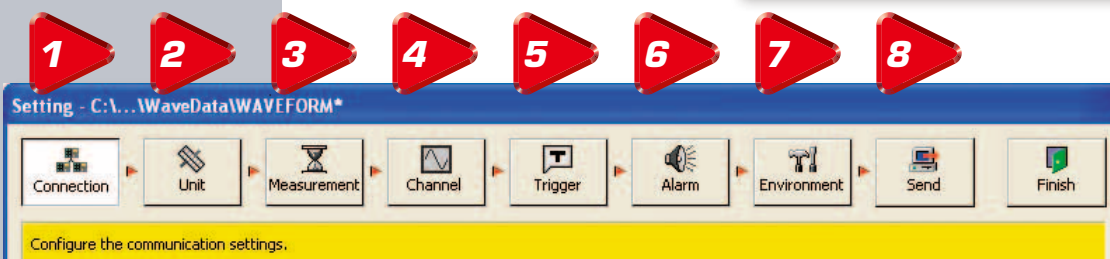 1 2 3 4 5 6 7 8
Setting - C:\...\WaveData\WAVEFORM*
Connection Unit Measurement Channel Trigger Alarm Environment Send Finish
Configure the communication settings.